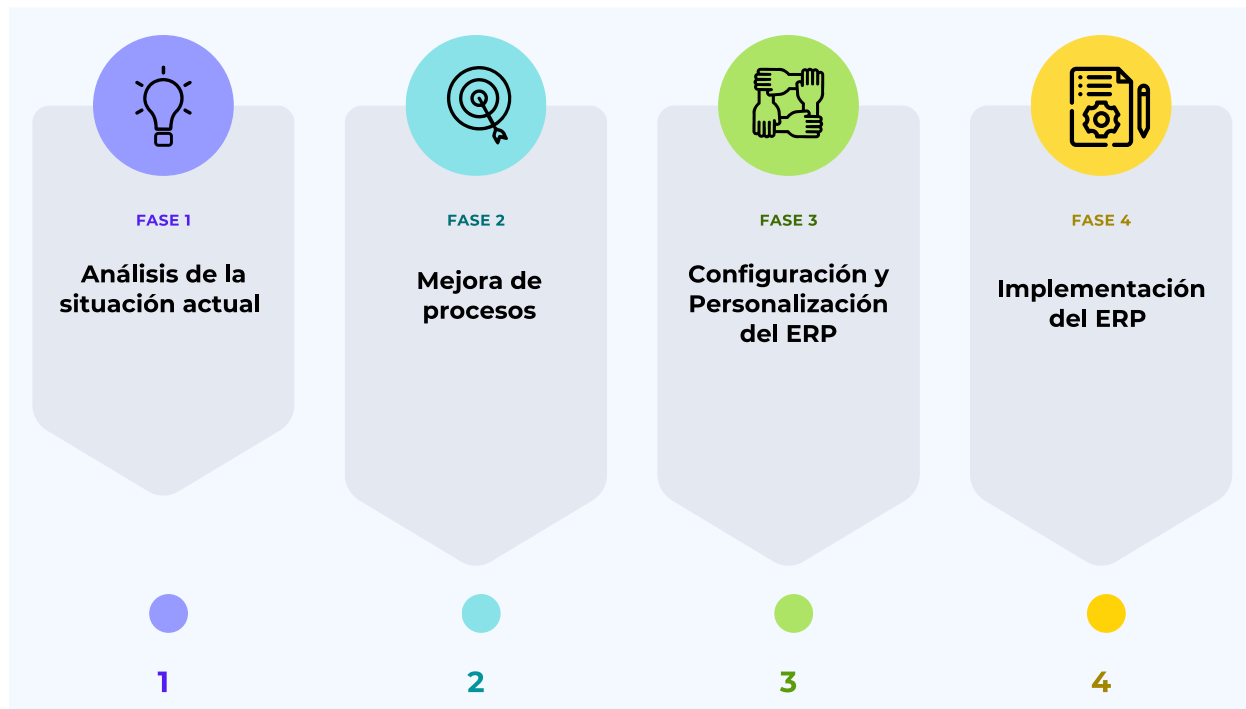 FASE 1
Análisis de la
situación actual
FASE 2
Mejora de
procesos
FASE 3
Configuración y
Personalización
del ERP
FASE 4
Implementación
del ERP
1
2
3
4